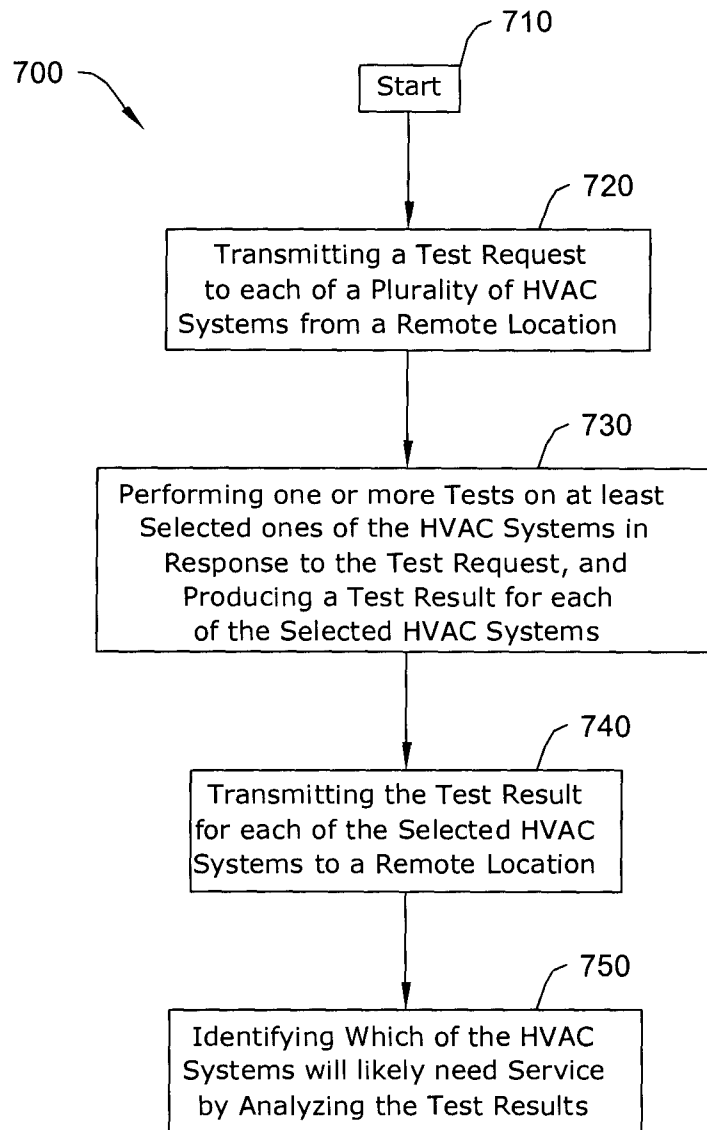 710
700
Start
720
Transmitting a Test Request
to each of a Plurality of HVAC
Systems from a Remote Location
730
Performing one or more Tests on at least
Selected ones of the HVAC Systems in
Response to the Test Request, and
Producing a Test Result for each
of the Selected HVAC Systems
740
Transmitting the Test Result
for each of the Selected HVAC
Systems to a Remote Location
750
Identifying Which of the HVAC
Systems will likely need Service
by Analyzing the Test Results